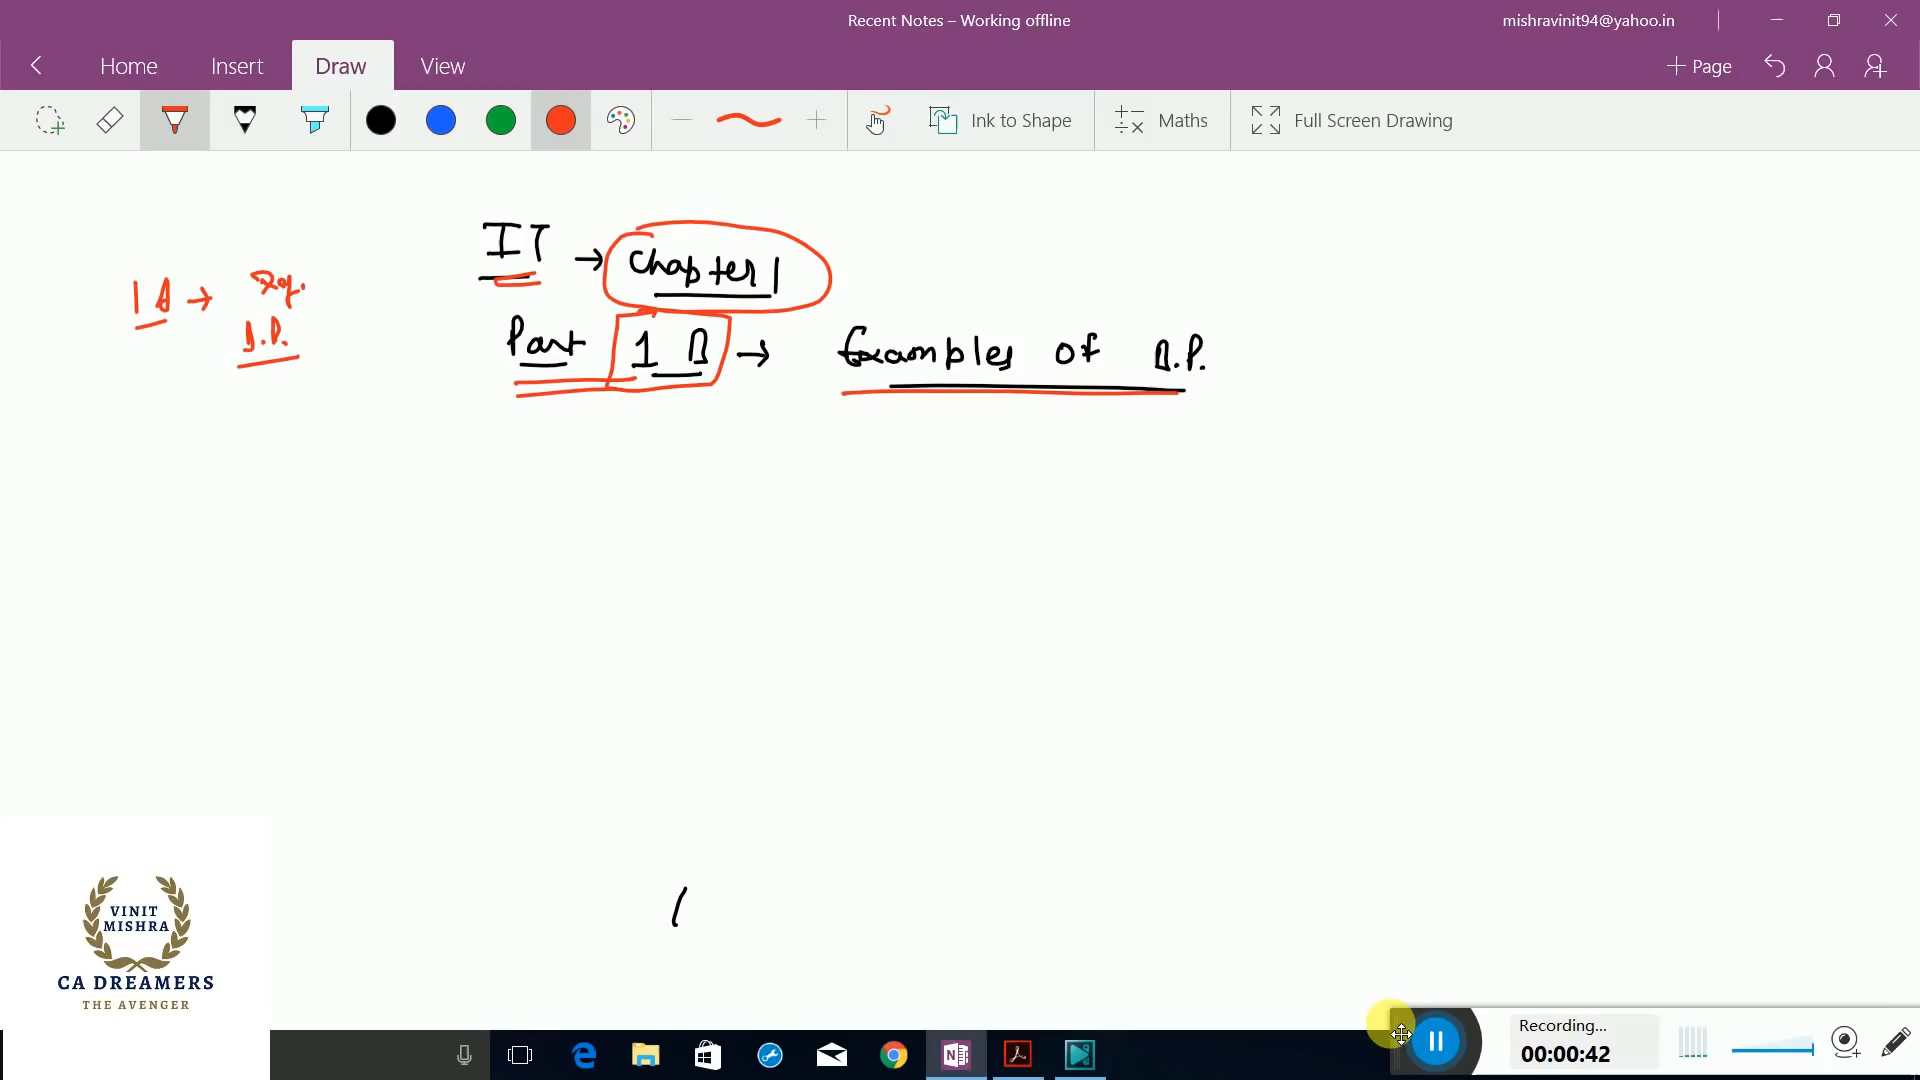 Recent Notes – Working offline
mishravinit94@yahoo.in
Home Insert Draw View
Page
Ink to Shape
Maths
Full Screen Drawing
IT → Chapter 1
Part 1 B → Examples of B.P.
1 A →
B.P.
VINIT
MISHRA
CA DREAMERS
THE AVENGER
Recording...
00:00:42